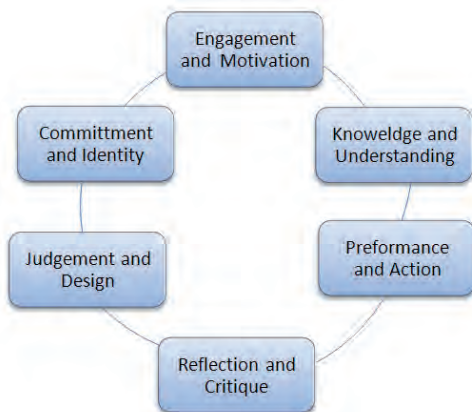 Engagement
and Motivation
Knoweldge and
Understanding
Preformance
and Action
Reflection and
Critique
Judgement and
Design
Committment
and Identity